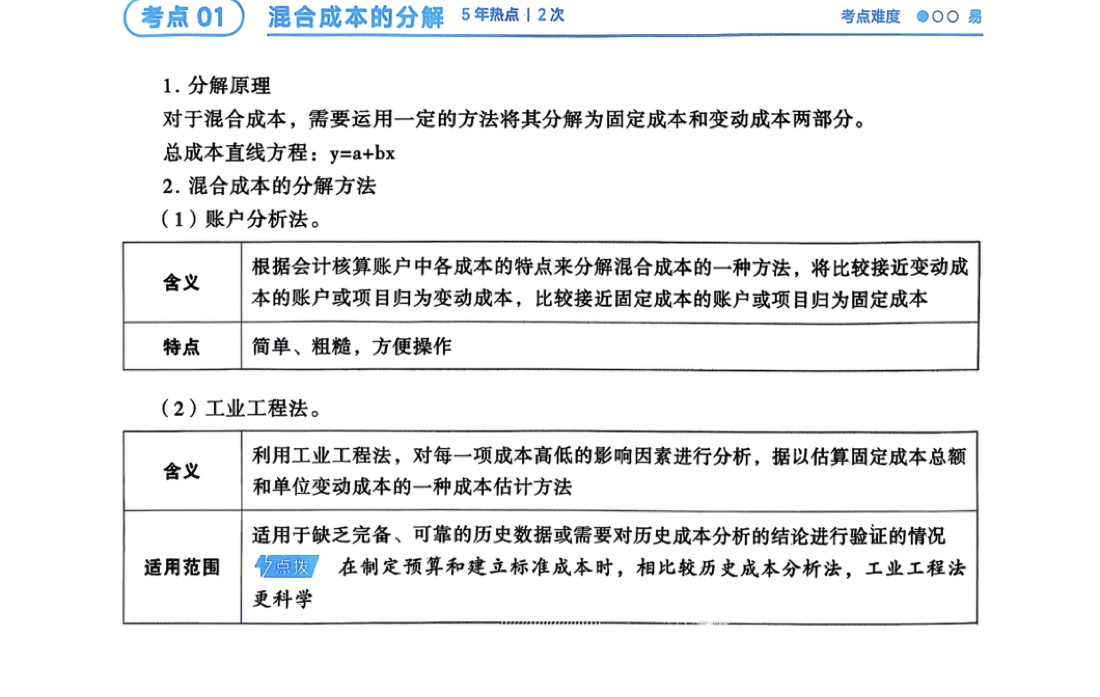 考点 01 混合成本的分解 5年热点 | 2次 考点难度 易
1. 分解原理
对于混合成本，需要运用一定的方法将其分解为固定成本和变动成本两部分。
总成本直线方程：y=a+bx
2. 混合成本的分解方法
（1）账户分析法。
含义
根据会计核算账户中各成本的特点来分解混合成本的一种方法，将比较接近变动成
本的账户或项目归为变动成本，比较接近固定成本的账户或项目归为固定成本
特点
简单、粗糙，方便操作
（2）工业工程法。
含义
利用工业工程法，对每一项成本高低的影响因素进行分析，据以估算固定成本总额
和单位变动成本的一种成本估计方法
适用范围
适用于缺乏完备、可靠的历史数据或需要对历史成本分析的结论进行验证的情况
点拨 在制定预算和建立标准成本时，相比较历史成本分析法，工业工程法
更科学